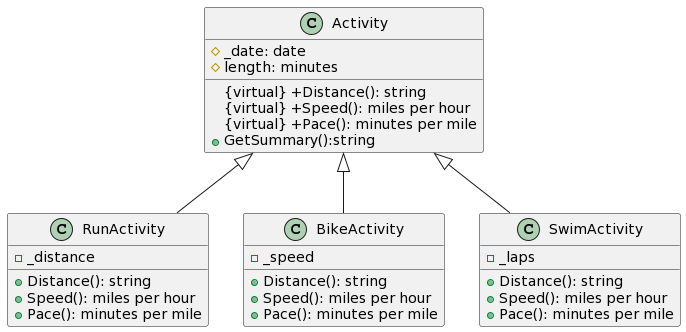 C Activity
_date: date
length: minutes
{virtual} +Distance(): string
{virtual} +Speed(): miles per hour
{virtual} +Pace(): minutes per mile
GetSummary():string
C RunActivity
_distance
Distance(): string
Speed(): miles per hour
Pace(): minutes per mile
C BikeActivity
_speed
Distance(): string
Speed(): miles per hour
Pace(): minutes per mile
C SwimActivity
_laps
Distance(): string
Speed(): miles per hour
Pace(): minutes per mile